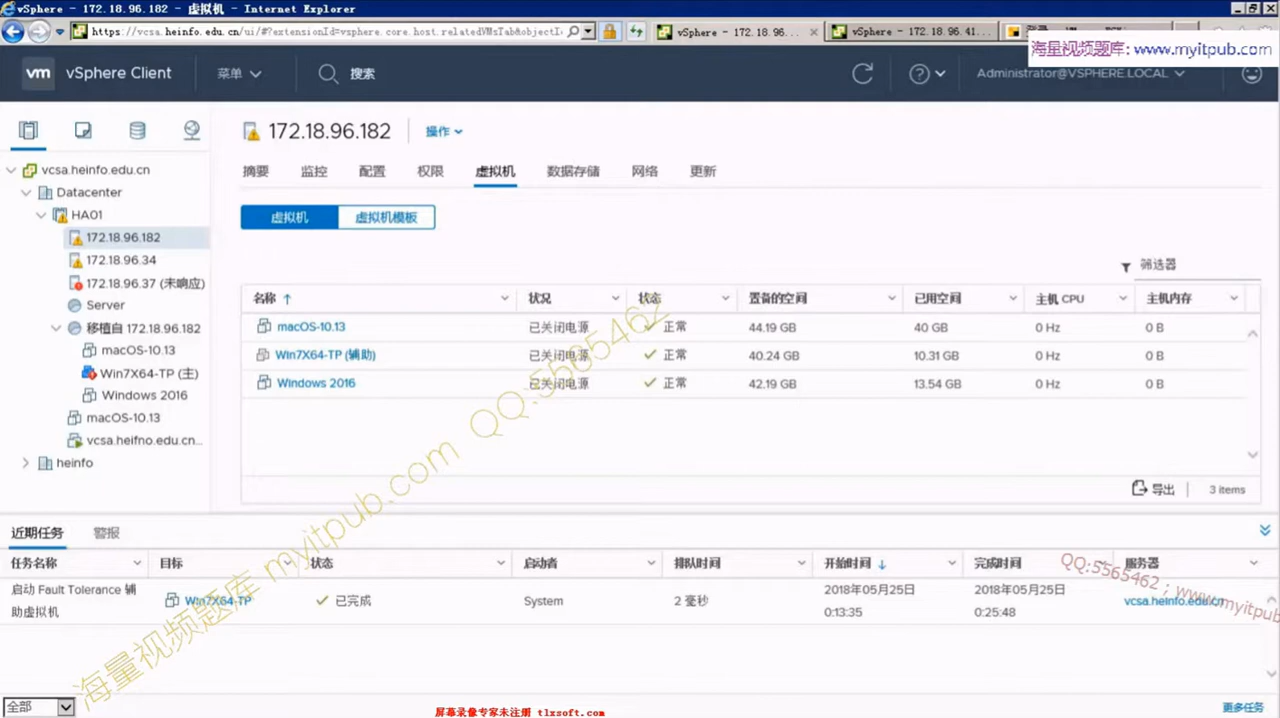 vSphere - 172.18.96.182 - 虚拟机 - Internet Explorer
https://vcsa.heinfo.edu.cn/ui/#?extensionId=vsphere.core.host.relatedVMsTab&objectI
vSphere - 172.18.96...
vSphere - 172.18.96.41...
海量视频题库: www.myitpub.com
vm vSphere Client 菜单 搜索 Administrator@VSPHERE.LOCAL
172.18.96.182 操作
摘要 监控 配置 权限 虚拟机 数据存储 网络 更新
虚拟机 虚拟机模板
vcsa.heinfo.edu.cn
Datacenter
HA01
172.18.96.182
172.18.96.34
172.18.96.37 (未响应)
Server
移植自 172.18.96.182
macOS-10.13
Win7X64-TP (主)
Windows 2016
macOS-10.13
vcsa.heifno.edu.cn...
heinfo
筛选器
名称 ↑ 状况 状态 置备的空间 已用空间 主机 CPU 主机内存
macOS-10.13 已关闭电源 正常 44.19 GB 40 GB 0 Hz 0 B
Win7X64-TP (辅助) 已关闭电源 正常 40.24 GB 10.31 GB 0 Hz 0 B
Windows 2016 已关闭电源 正常 42.19 GB 13.54 GB 0 Hz 0 B
导出 3 items
近期任务 警报
任务名称 目标 状态 启动者 排队时间 开始时间 ↓ 完成时间 服务器
启动 Fault Tolerance 辅
助虚拟机
Win7X64-TP 已完成 System 2 毫秒
2018年05月25日
0:13:35
2018年05月25日
0:25:48
vcsa.heinfo.edu.cn
海量视频题库 myitpub.com QQ:5565462
QQ:5565462 ; www.myitpub
全部 更多任务
屏幕录像专家未注册 tlxsoft.com